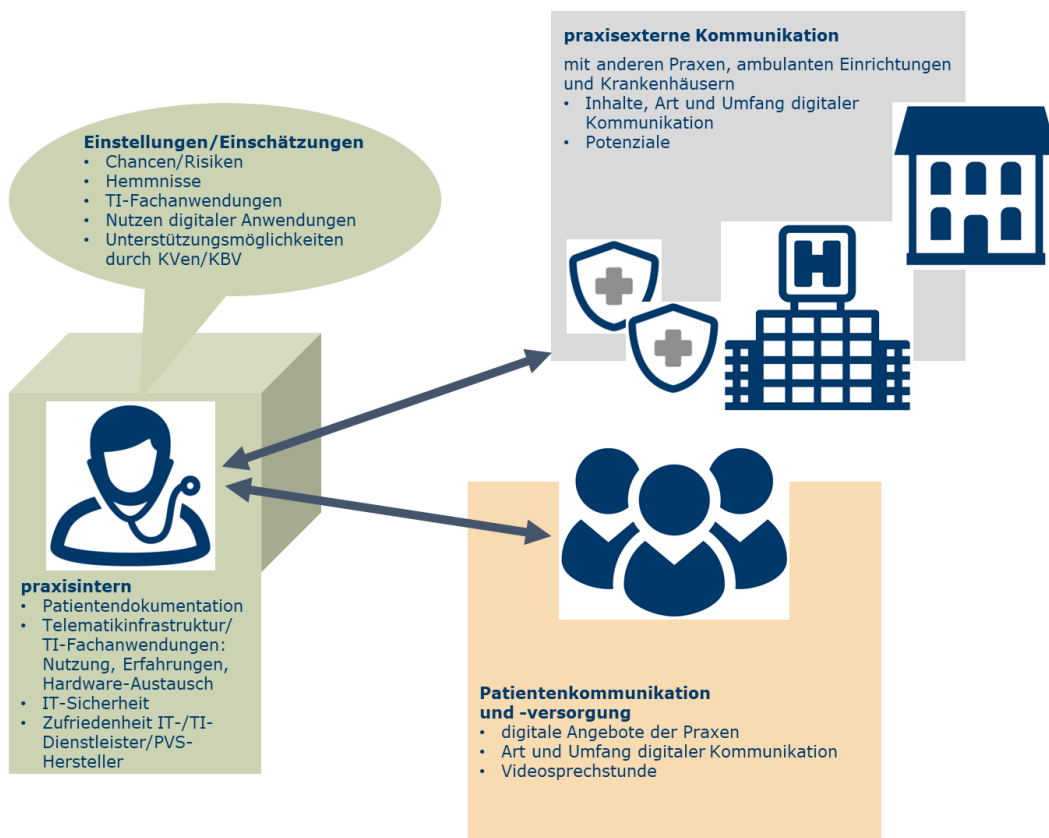 praxisexterne Kommunikation
mit anderen Praxen, ambulanten Einrichtungen
und Krankenhäusern
• Inhalte, Art und Umfang digitaler
Kommunikation
• Potenziale
Einstellungen/Einschätzungen
• Chancen/Risiken
• Hemmnisse
• TI-Fachanwendungen
• Nutzen digitaler Anwendungen
• Unterstützungsmöglichkeiten
durch KVen/KBV
H
praxisintern
• Patientendokumentation
• Telematikinfrastruktur/
TI-Fachanwendungen:
Nutzung, Erfahrungen,
Hardware-Austausch
• IT-Sicherheit
• Zufriedenheit IT-/TI-
Dienstleister/PVS-
Hersteller
Patientenkommunikation
und -versorgung
• digitale Angebote der Praxen
• Art und Umfang digitaler Kommunikation
• Videosprechstunde